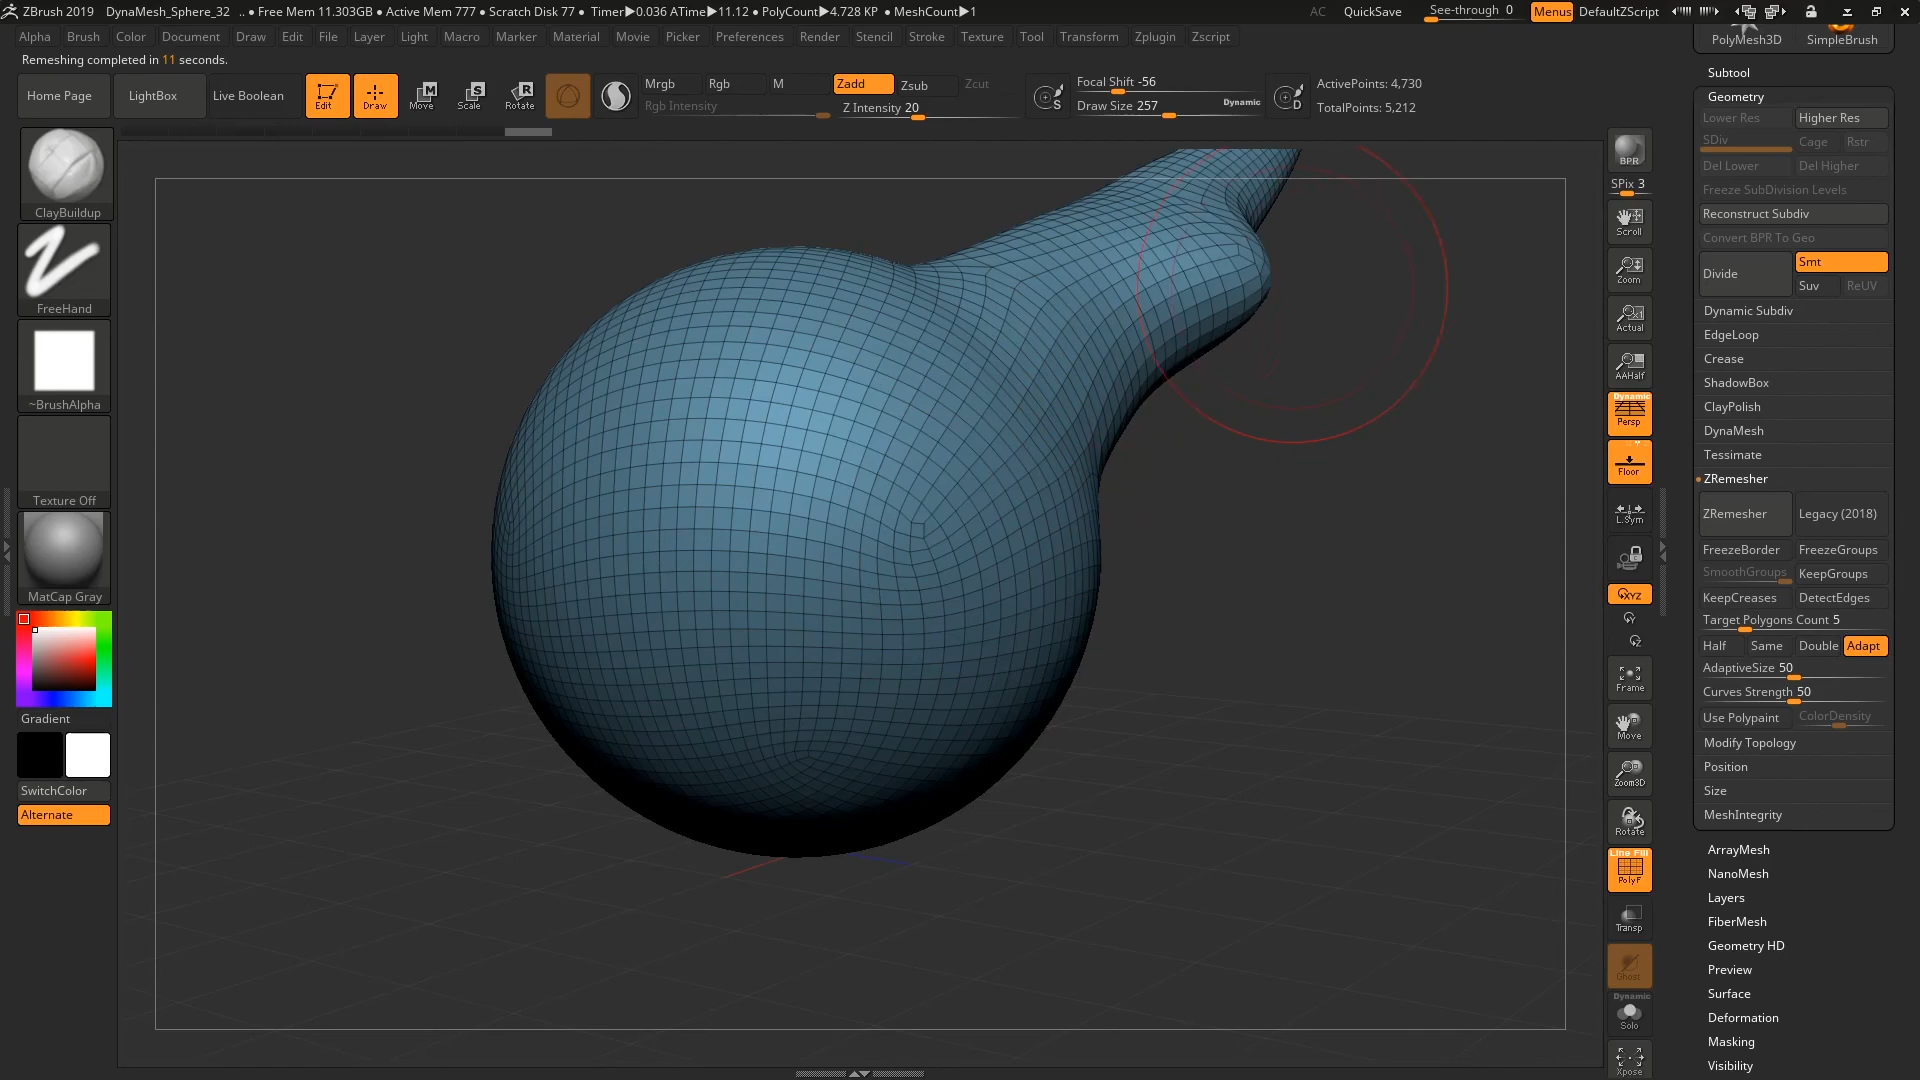 ZBrush 2019 DynaMesh_Sphere_32 .. • Free Mem 11.303GB • Active Mem 777 • Scratch Disk 77 • Timer▶0.036 ATime▶11.12 • PolyCount▶4.728 KP • MeshCount▶1 AC QuickSave See-through 0 Menus DefaultZScript
Alpha Brush Color Document Draw Edit File Layer Light Macro Marker Material Movie Picker Preferences Render Stencil Stroke Texture Tool Transform Zplugin Zscript
PolyMesh3D SimpleBrush
Remeshing completed in 11 seconds.
Home Page LightBox Live Boolean Edit Draw Move Scale Rotate
M S R
Mrgb Rgb M Zadd Zsub Zcut
Rgb Intensity Z Intensity 20
S Focal Shift -56
Draw Size 257 Dynamic D
ActivePoints: 4,730
TotalPoints: 5,212
ClayBuildup
FreeHand
~BrushAlpha
Texture Off
MatCap Gray
Gradient
SwitchColor
Alternate
BPR
SPix 3
Scroll
Zoom
Actual
AAHalf
Dynamic
Persp
Floor
L.Sym
XYZ
Y
Z
Frame
Move
Zoom3D
Rotate
Line Fill
PolyF
Transp
Ghost
Dynamic
Solo
Xpose
Subtool
Geometry
Lower Res Higher Res
SDiv Cage Rstr
Del Lower Del Higher
Freeze SubDivision Levels
Reconstruct Subdiv
Convert BPR To Geo
Divide Smt
Suv ReUV
Dynamic Subdiv
EdgeLoop
Crease
ShadowBox
ClayPolish
DynaMesh
Tessimate
ZRemesher
ZRemesher Legacy (2018)
FreezeBorder FreezeGroups
SmoothGroups KeepGroups
KeepCreases DetectEdges
Target Polygons Count 5
Half Same Double Adapt
AdaptiveSize 50
Curves Strength 50
Use Polypaint ColorDensity
Modify Topology
Position
Size
MeshIntegrity
ArrayMesh
NanoMesh
Layers
FiberMesh
Geometry HD
Preview
Surface
Deformation
Masking
Visibility